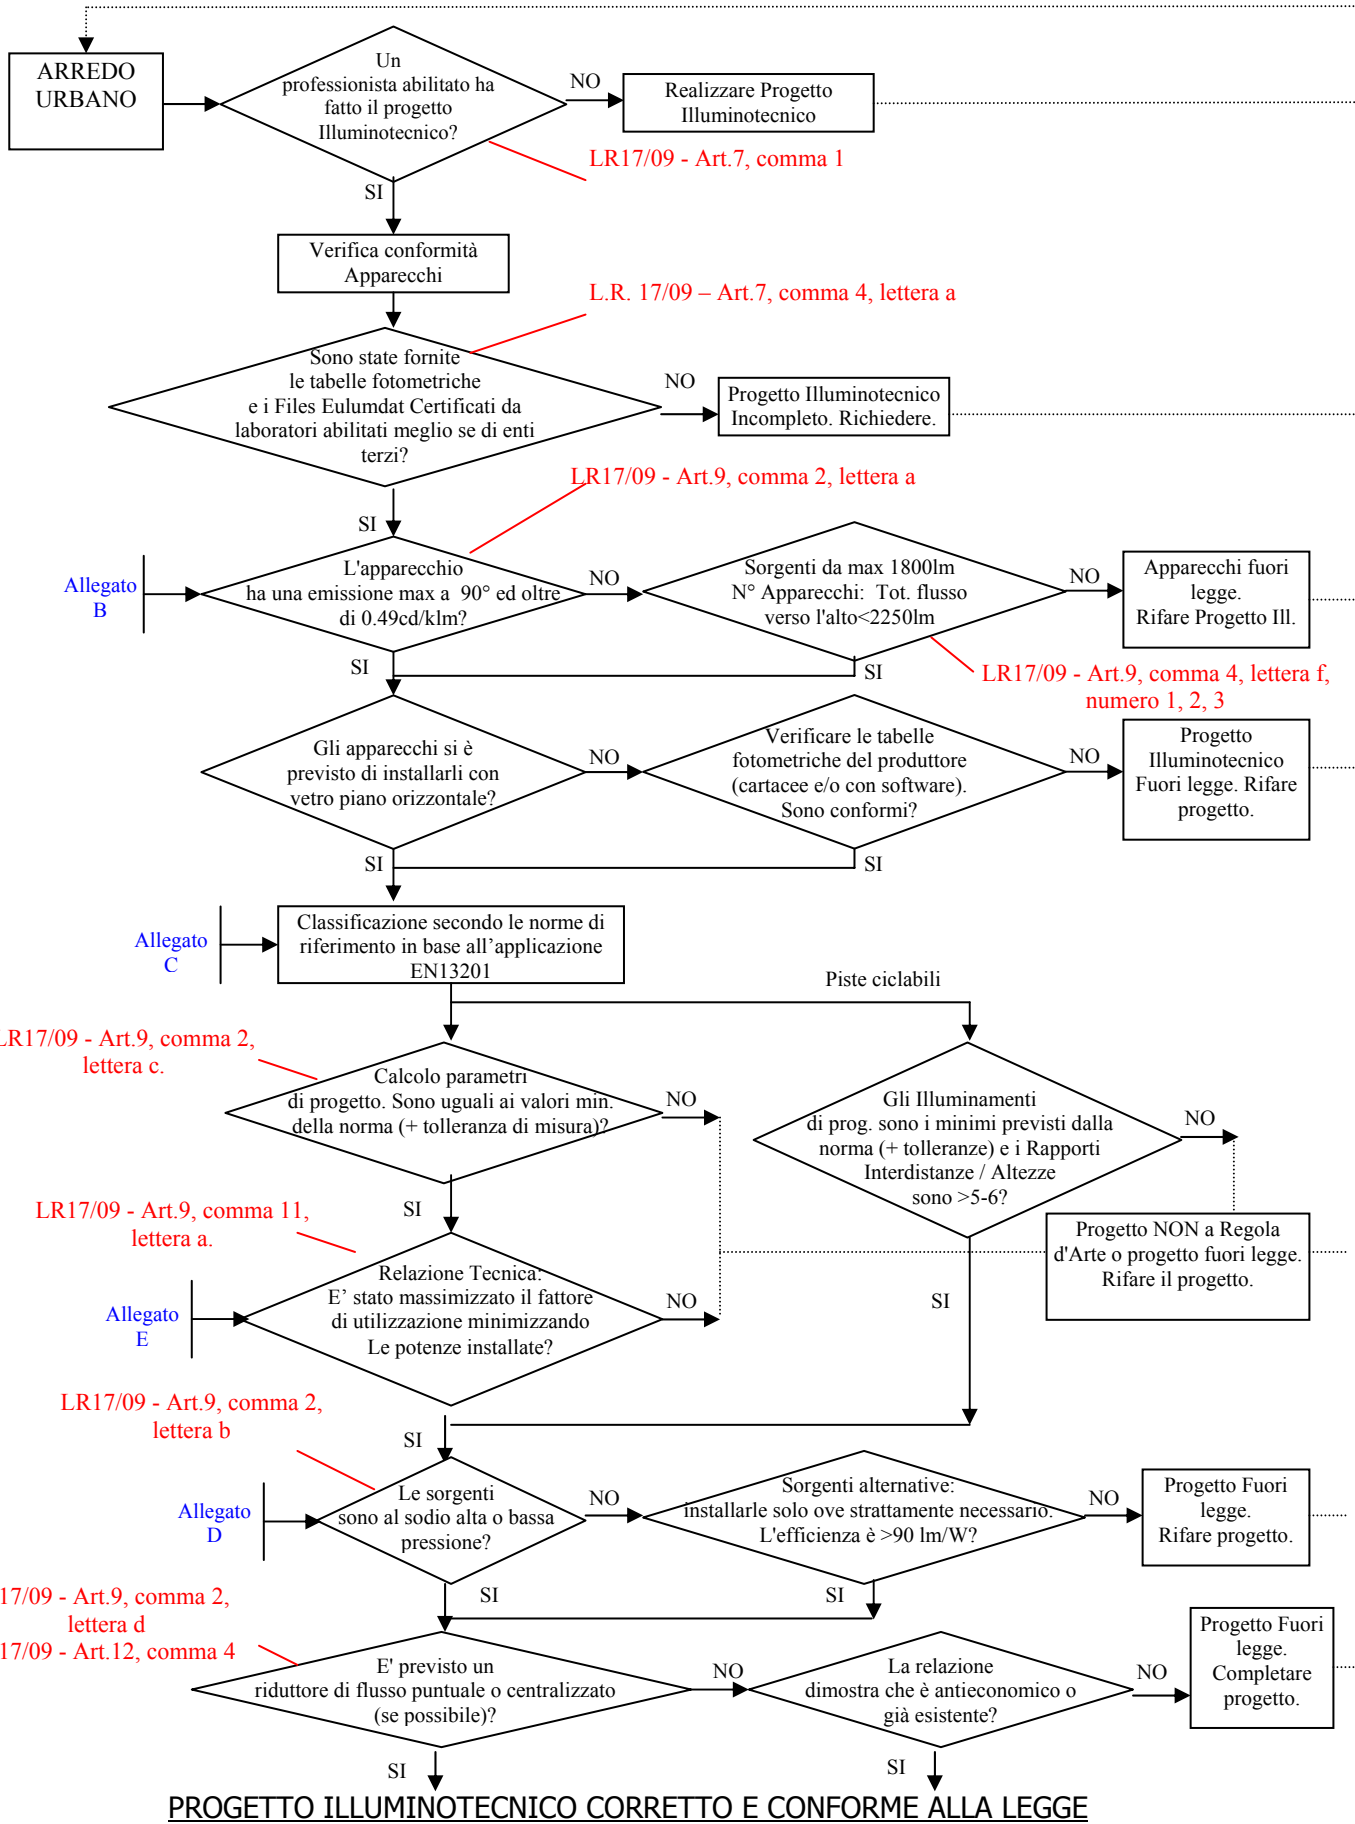 ARREDO
URBANO
Un
professionista abilitato ha
fatto il progetto
Illuminotecnico?
NO
Realizzare Progetto
Illuminotecnico
LR17/09 - Art.7, comma 1
SI
Verifica conformità
Apparecchi
L.R. 17/09 – Art.7, comma 4, lettera a
Sono state fornite
le tabelle fotometriche
e i Files Eulumdat Certificati da
laboratori abilitati meglio se di enti
terzi?
NO
Progetto Illuminotecnico
Incompleto. Richiedere.
LR17/09 - Art.9, comma 2, lettera a
SI
Allegato
B
L'apparecchio
ha una emissione max a 90° ed oltre
di 0.49cd/klm?
NO
Sorgenti da max 1800lm
N° Apparecchi: Tot. flusso
verso l'alto<2250lm
NO
Apparecchi fuori
legge.
Rifare Progetto Ill.
SI
SI
LR17/09 - Art.9, comma 4, lettera f,
numero 1, 2, 3
Gli apparecchi si è
previsto di installarli con
vetro piano orizzontale?
NO
Verificare le tabelle
fotometriche del produttore
(cartacee e/o con software).
Sono conformi?
NO
Progetto
Illuminotecnico
Fuori legge. Rifare
progetto.
SI
SI
Allegato
C
Classificazione secondo le norme di
riferimento in base all’applicazione
EN13201
Piste ciclabili
LR17/09 - Art.9, comma 2,
lettera c.
Calcolo parametri
di progetto. Sono uguali ai valori min.
della norma (+ tolleranza di misura)?
NO
Gli Illuminamenti
di prog. sono i minimi previsti dalla
norma (+ tolleranze) e i Rapporti
Interdistanze / Altezze
sono >5-6?
NO
SI
LR17/09 - Art.9, comma 11,
lettera a.
Progetto NON a Regola
d'Arte o progetto fuori legge.
Rifare il progetto.
Allegato
E
Relazione Tecnica:
E’ stato massimizzato il fattore
di utilizzazione minimizzando
Le potenze installate?
NO
SI
LR17/09 - Art.9, comma 2,
lettera b
SI
Allegato
D
Le sorgenti
sono al sodio alta o bassa
pressione?
NO
Sorgenti alternative:
installarle solo ove strattamente necessario.
L'efficienza è >90 lm/W?
NO
Progetto Fuori
legge.
Rifare progetto.
SI
SI
17/09 - Art.9, comma 2,
lettera d
17/09 - Art.12, comma 4
E' previsto un
riduttore di flusso puntuale o centralizzato
(se possibile)?
NO
La relazione
dimostra che è antieconomico o
già esistente?
NO
Progetto Fuori
legge.
Completare
progetto.
SI
SI
PROGETTO ILLUMINOTECNICO CORRETTO E CONFORME ALLA LEGGE